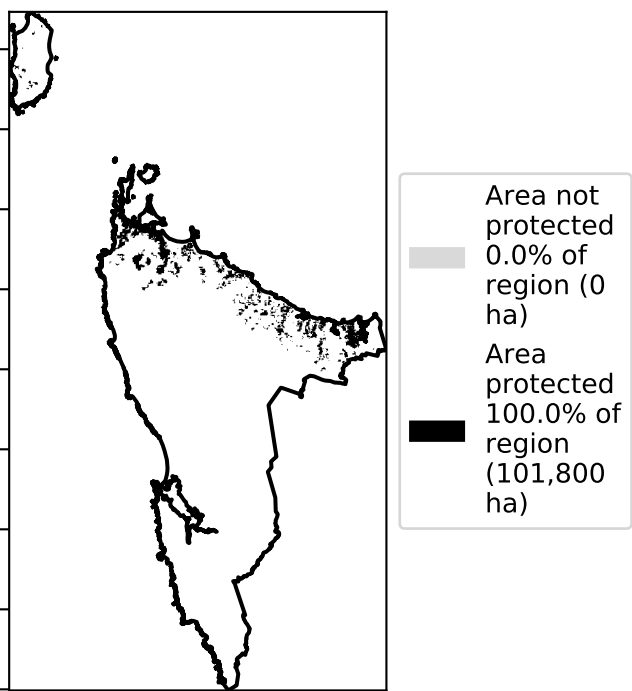 Area not
protected
0.0% of
region (0
ha)
Area
protected
100.0% of
region
(101,800
ha)